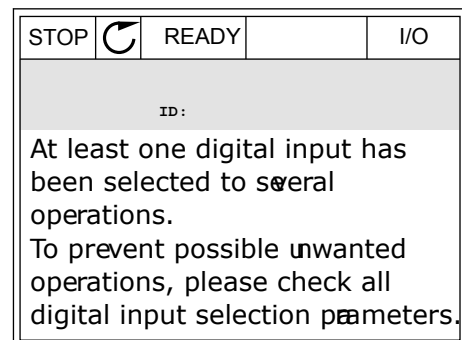 STOP READY I/O
ID:
At least one digital input has
been selected to several
operations.
To prevent possible unwanted
operations, please check all
digital input selection parameters.